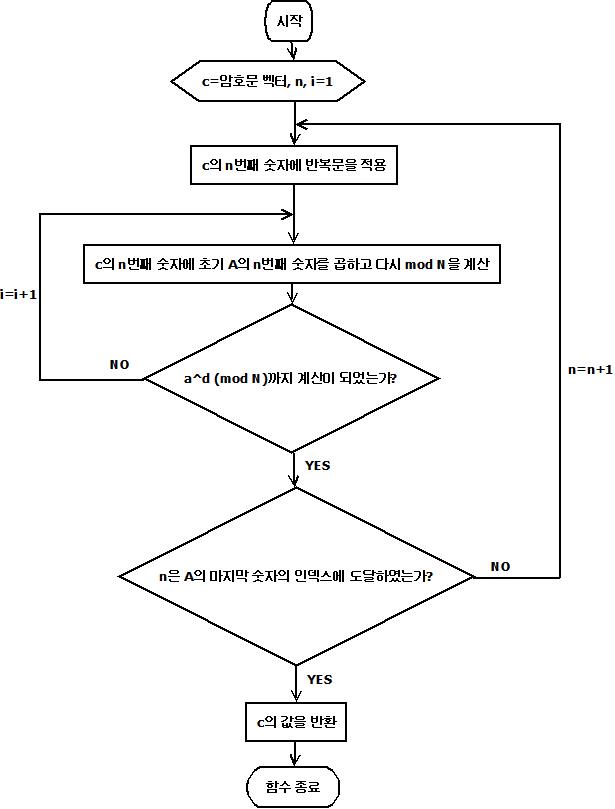 시작
c=암호문 벡터, n, i=1
c의 n번째 숫자에 반복문을 적용
c의 n번째 숫자에 초기 A의 n번째 숫자를 곱하고 다시 mod N을 계산
i=i+1
NO
a^d (mod N)까지 계산이 되었는가?
n=n+1
YES
n은 A의 마지막 숫자의 인덱스에 도달하였는가?
NO
YES
c의 값을 반환
함수 종료